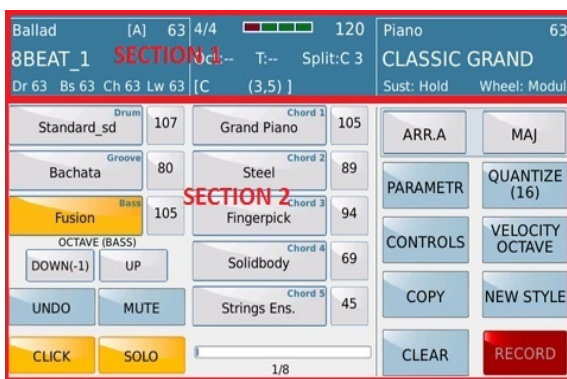 Ballad [A] 63
8BEAT_1
Dr 63 Bs 63 Ch 63 Lw 63
4/4 120
Oct:-- T:-- Split:C 3
[C (3,5) ]
Piano 63
CLASSIC GRAND
Sust: Hold Wheel: Modul
SECTION 1
Drum
Standard_sd 107
Groove
Bachata 80
Bass
Fusion 105
OCTAVE (BASS)
DOWN(-1) UP
UNDO MUTE
CLICK SOLO
Chord 1
Grand Piano 105
Chord 2
Steel 89
SECTION 2
Chord 3
Fingerpick 94
Chord 4
Solidbody 69
Chord 5
Strings Ens. 45
1/8
ARR.A MAJ
PARAMETR QUANTIZE
(16)
CONTROLS VELOCITY
OCTAVE
COPY NEW STYLE
CLEAR RECORD